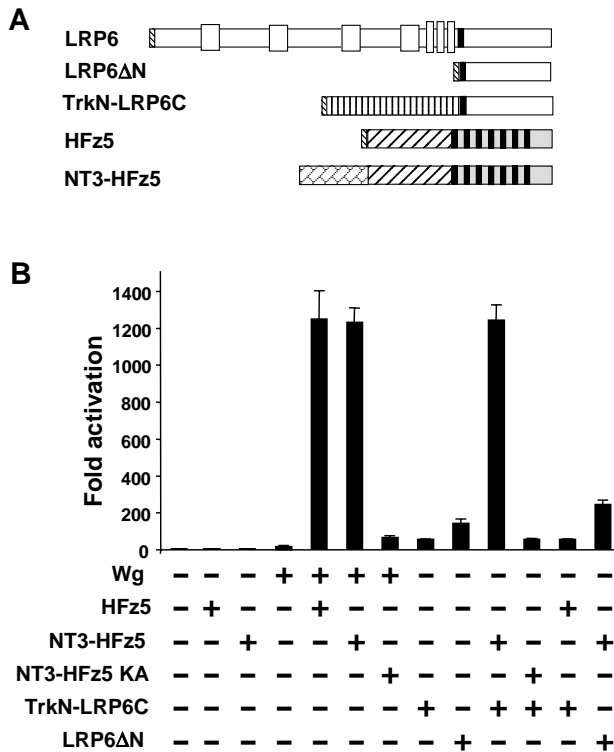 A
LRP6
LRP6ΔN
TrkN-LRP6C
HFz5
NT3-HFz5
B
Fold activation
1400
1200
1000
800
600
400
200
0
Wg − − − + + + + − − − − − −
HFz5 − + − − + − − − − − − + −
NT3-HFz5 − − + − − + − − − + − − +
NT3-HFz5 KA − − − − − − + − − − + − −
TrkN-LRP6C − − − − − − − + − + + + −
LRP6ΔN − − − − − − − − + − − − +